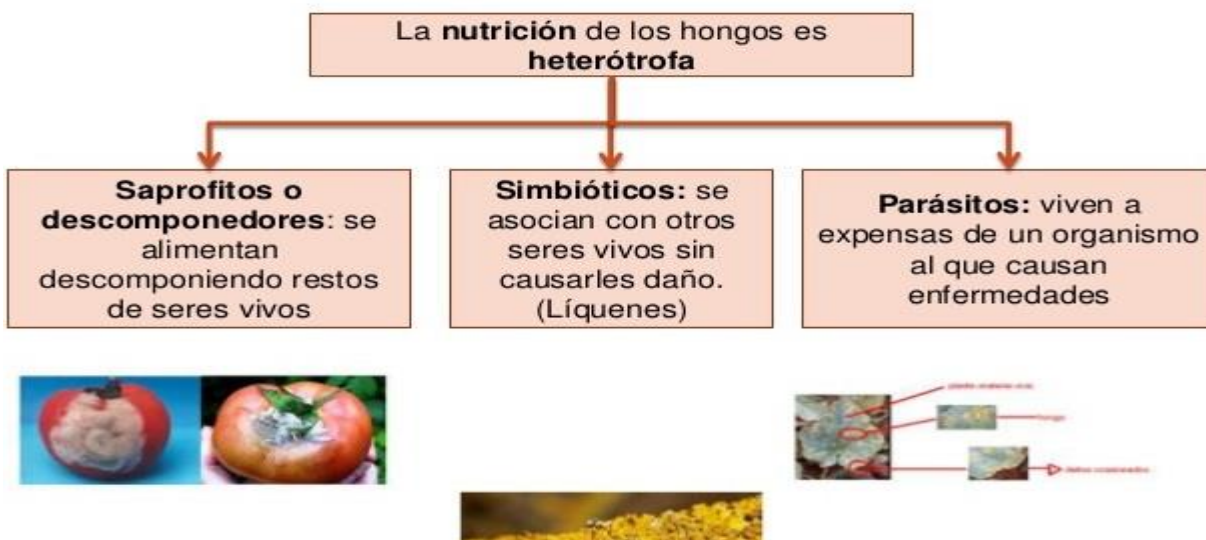 La nutrición de los hongos es
heterótrofa
Saprofitos o
descomponedores: se
alimentan
descomponiendo restos
de seres vivos
Simbióticos: se
asocian con otros
seres vivos sin
causarles daño.
(Líquenes)
Parásitos: viven a
expensas de un organismo
al que causan
enfermedades
hongo